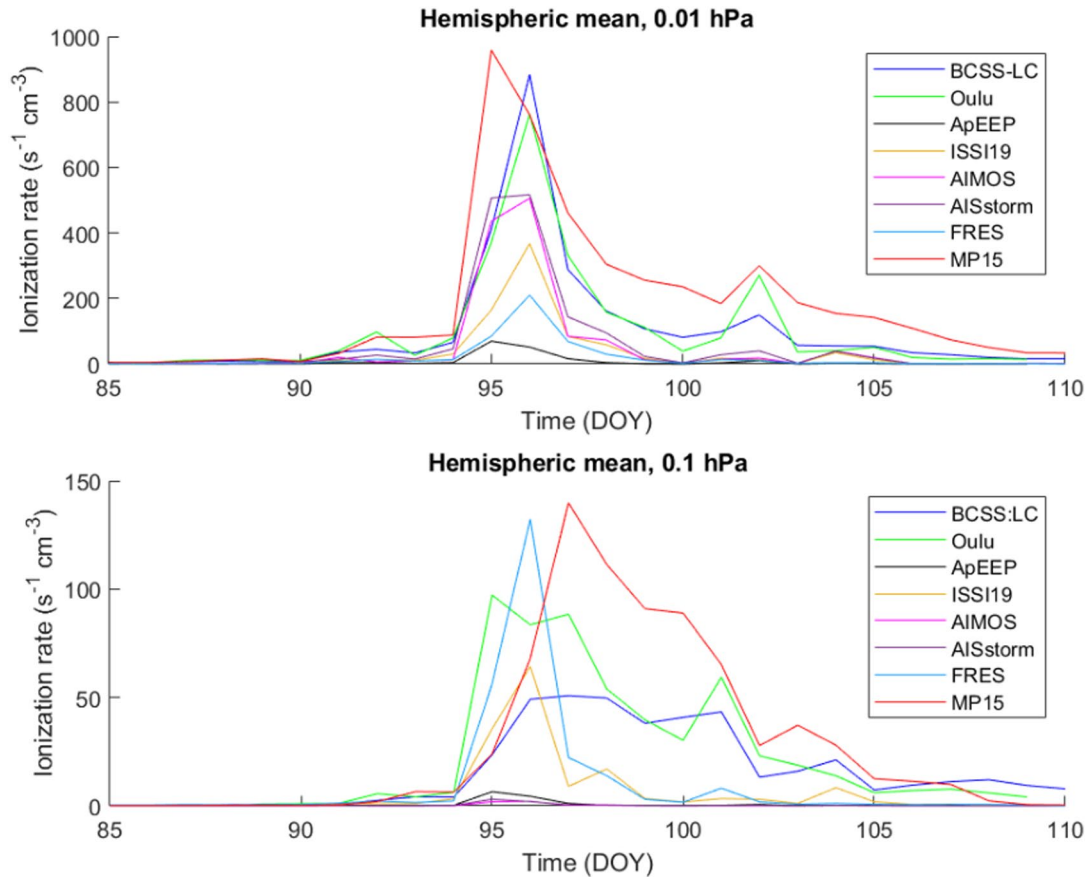 Hemispheric mean, 0.01 hPa
Ionization rate (s⁻¹ cm⁻³)
1000
800
600
400
200
0
BCSS-LC
Oulu
ApEEP
ISSI19
AIMOS
AISstorm
FRES
MP15
85 90 95 100 105 110
Time (DOY)
Hemispheric mean, 0.1 hPa
Ionization rate (s⁻¹ cm⁻³)
150
100
50
0
BCSS:LC
Oulu
ApEEP
ISSI19
AIMOS
AISstorm
FRES
MP15
85 90 95 100 105 110
Time (DOY)